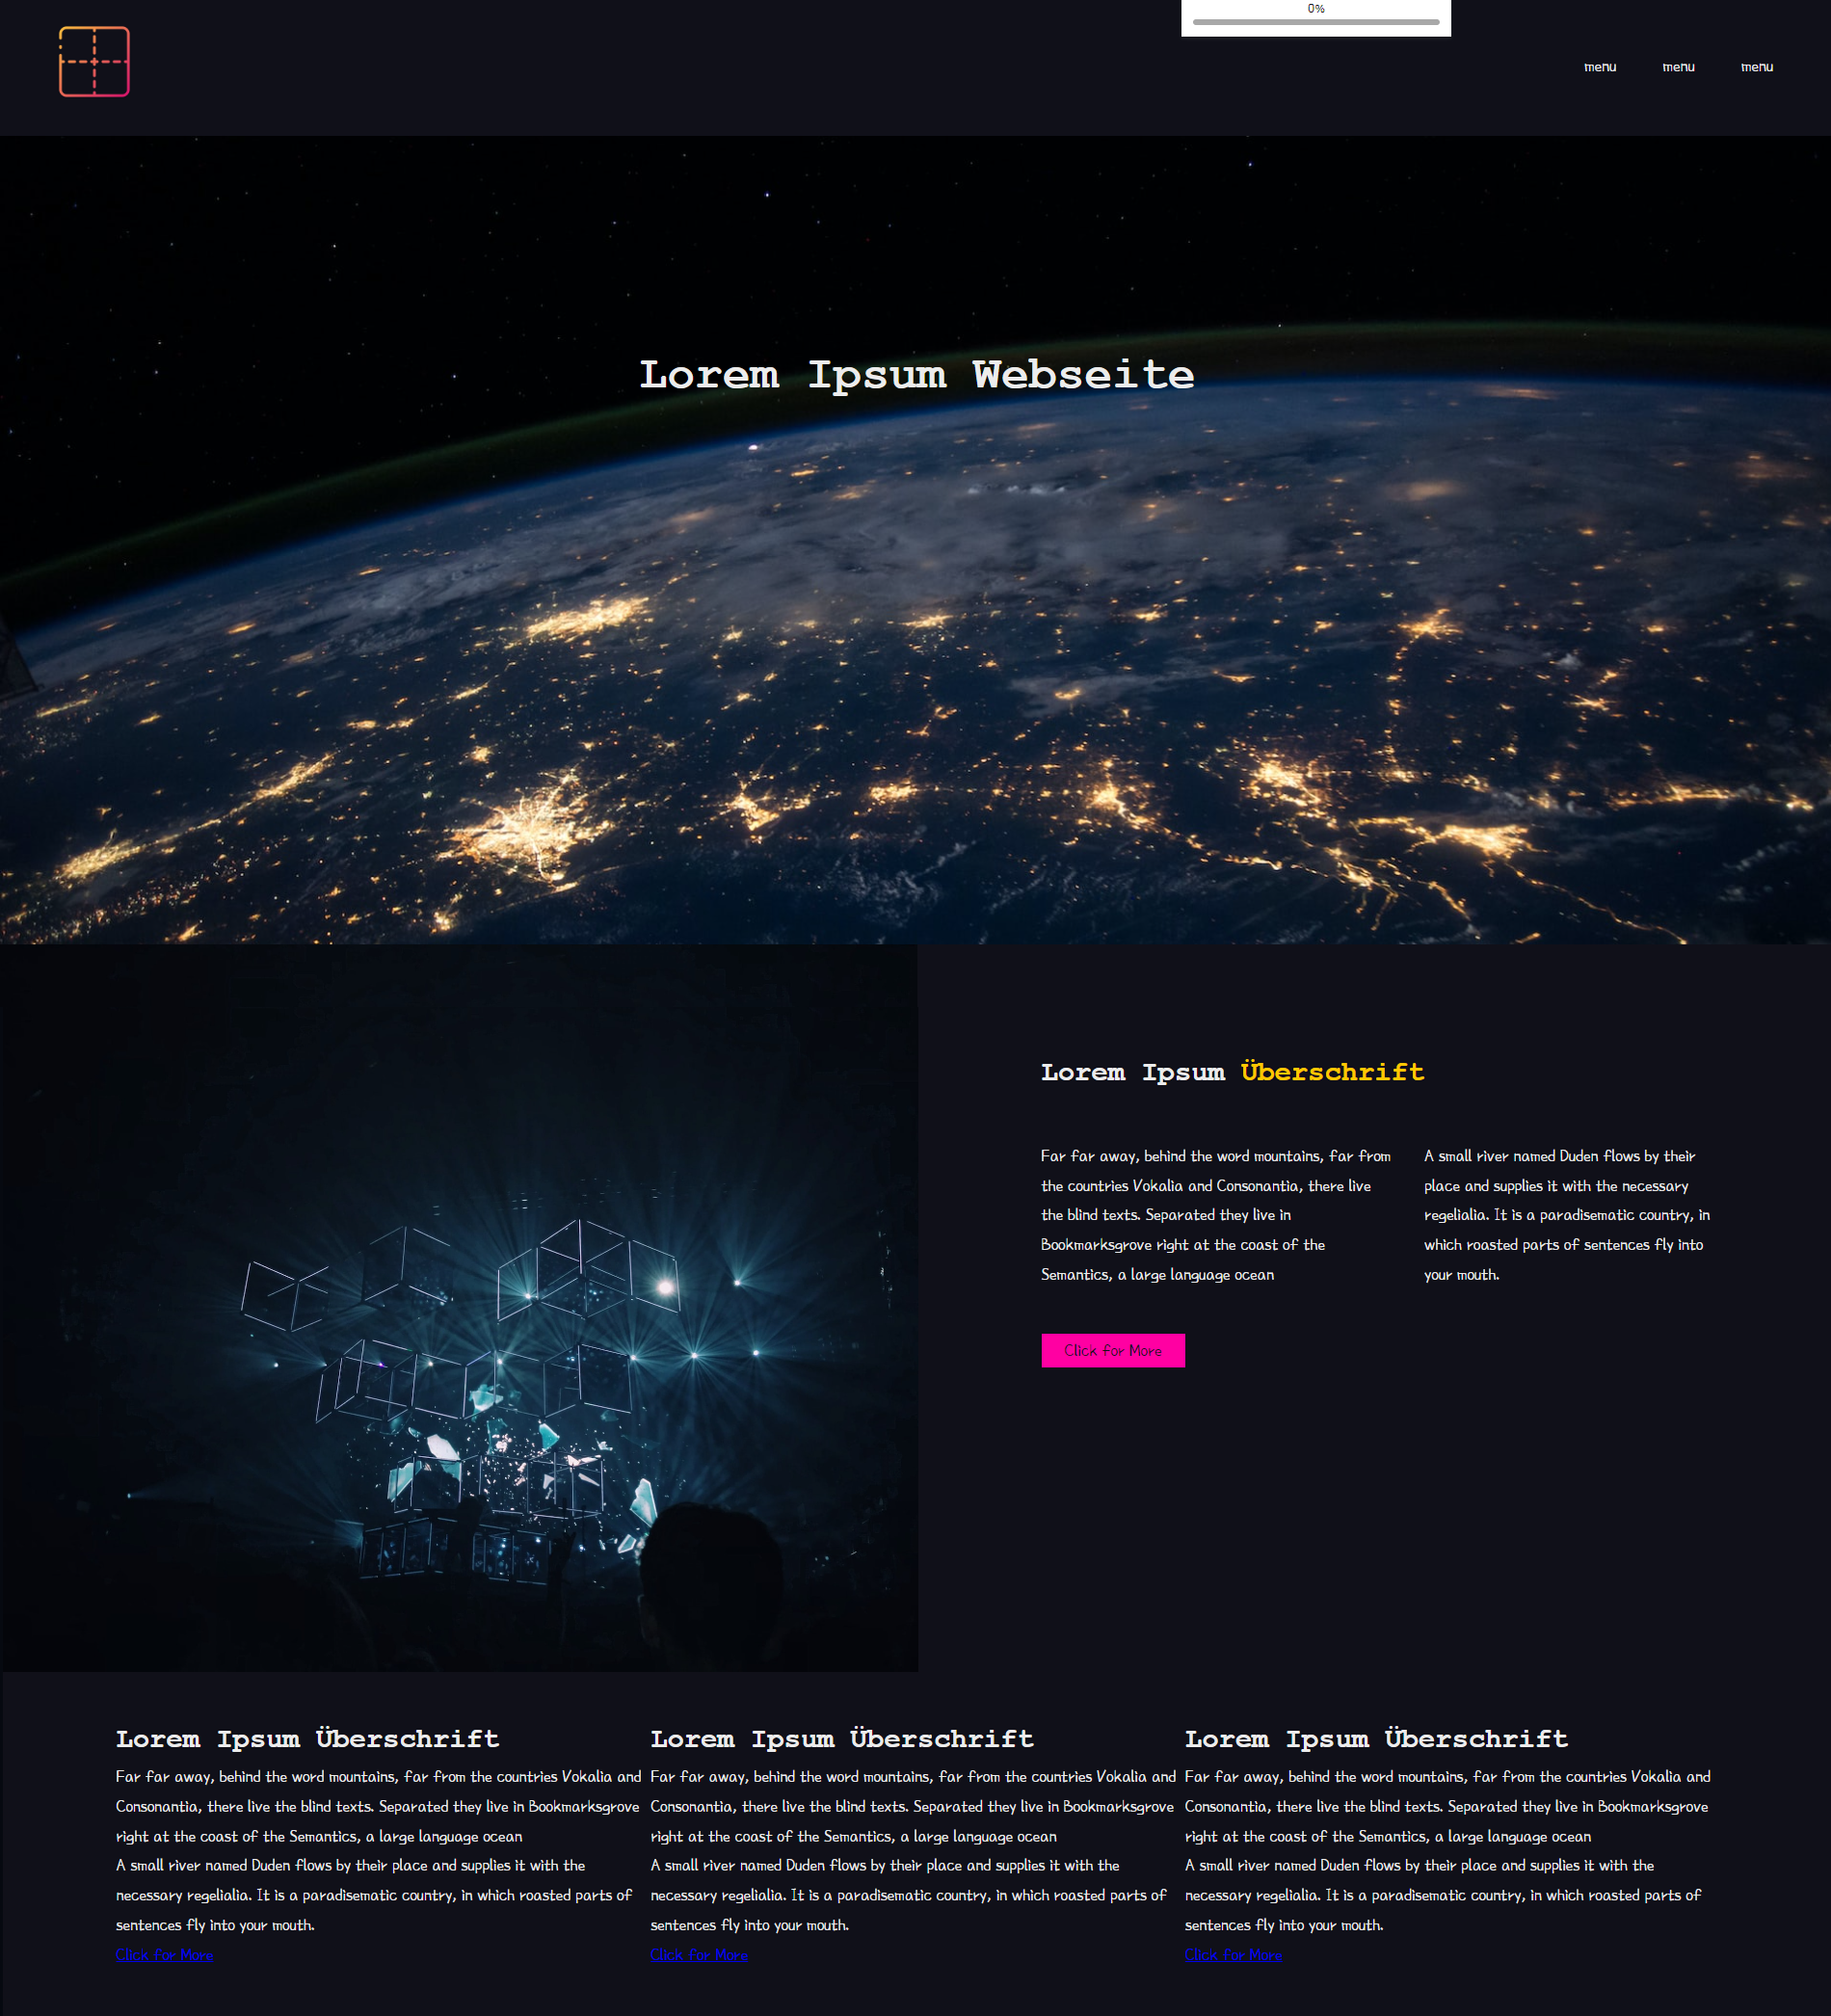 0%
menu menu menu
Lorem Ipsum Webseite
Lorem Ipsum Überschrift
Far far away, behind the word mountains, far from
the countries Vokalia and Consonantia, there live
the blind texts. Separated they live in
Bookmarksgrove right at the coast of the
Semantics, a large language ocean
A small river named Duden flows by their
place and supplies it with the necessary
regelialia. It is a paradisematic country, in
which roasted parts of sentences fly into
your mouth.
Click for More
Lorem Ipsum Überschrift
Far far away, behind the word mountains, far from the countries Vokalia and
Consonantia, there live the blind texts. Separated they live in Bookmarksgrove
right at the coast of the Semantics, a large language ocean
A small river named Duden flows by their place and supplies it with the
necessary regelialia. It is a paradisematic country, in which roasted parts of
sentences fly into your mouth.
Click for More
Lorem Ipsum Überschrift
Far far away, behind the word mountains, far from the countries Vokalia and
Consonantia, there live the blind texts. Separated they live in Bookmarksgrove
right at the coast of the Semantics, a large language ocean
A small river named Duden flows by their place and supplies it with the
necessary regelialia. It is a paradisematic country, in which roasted parts of
sentences fly into your mouth.
Click for More
Lorem Ipsum Überschrift
Far far away, behind the word mountains, far from the countries Vokalia and
Consonantia, there live the blind texts. Separated they live in Bookmarksgrove
right at the coast of the Semantics, a large language ocean
A small river named Duden flows by their place and supplies it with the
necessary regelialia. It is a paradisematic country, in which roasted parts of
sentences fly into your mouth.
Click for More